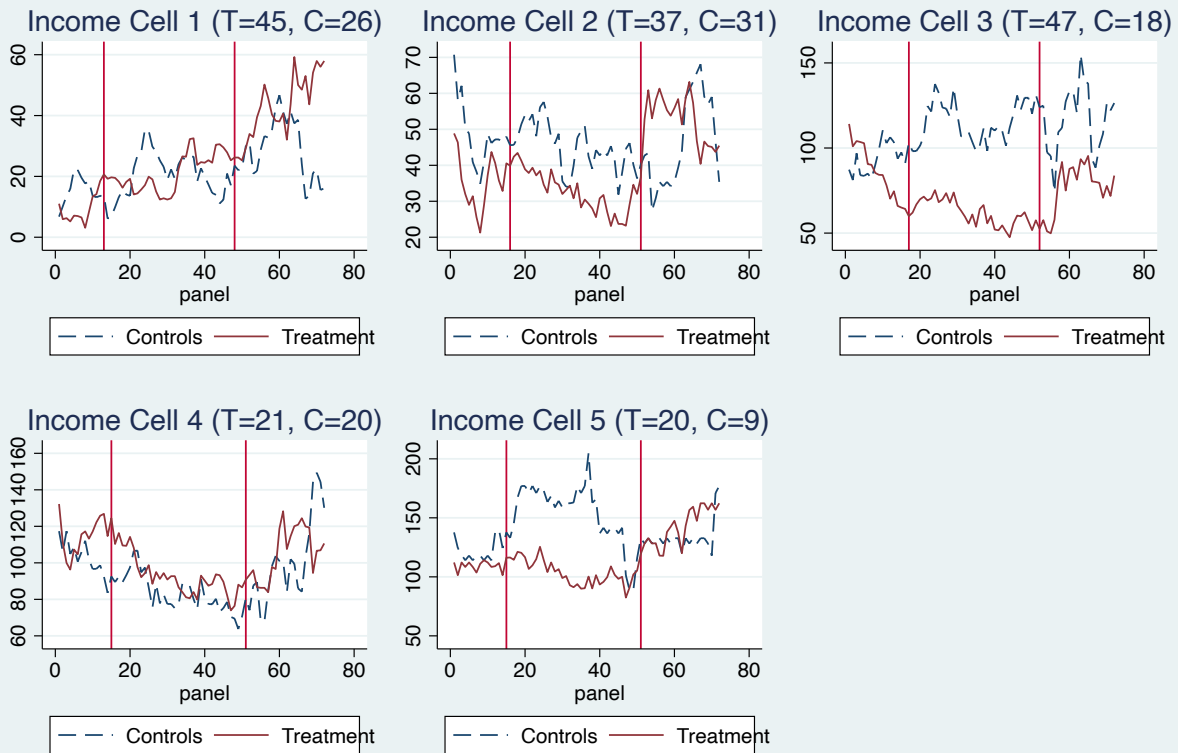 Income Cell 1 (T=45, C=26)
60
40
20
0
0 20 40 60 80
panel
Controls Treatment
Income Cell 2 (T=37, C=31)
70
60
50
40
30
20
0 20 40 60 80
panel
Controls Treatment
Income Cell 3 (T=47, C=18)
150
100
50
0 20 40 60 80
panel
Controls Treatment
Income Cell 4 (T=21, C=20)
160
140
120
100
80
60
0 20 40 60 80
panel
Controls Treatment
Income Cell 5 (T=20, C=9)
200
150
100
50
0 20 40 60 80
panel
Controls Treatment